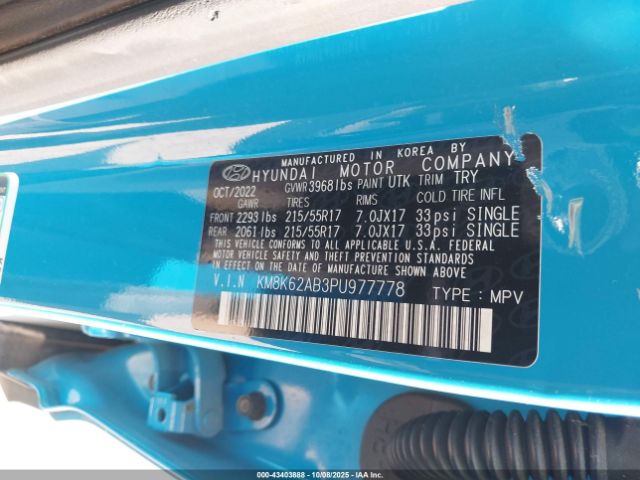 MANUFACTURED IN KOREA BY
HYUNDAI MOTOR COMPANY
OCT/2022 GVWR 3968lbs PAINT UTK TRIM TRY
GAWR TIRES RIMS COLD TIRE INFL
FRONT 2293lbs 215/55R17 7.0JX17 33psi SINGLE
REAR 2061lbs 215/55R17 7.0JX17 33psi SINGLE
THIS VEHICLE CONFORMS TO ALL APPLICABLE U.S.A. FEDERAL
MOTOR VEHICLE SAFETY, BUMPER, AND THEFT PREVENTION
STANDARDS IN EFFECT ON THE DATE OF MANUFACTURE SHOWN ABOVE
V.I.N KM8K62AB3PU977778
TYPE : MPV
000-43403888 - 10/08/2025 - IAAI.COM